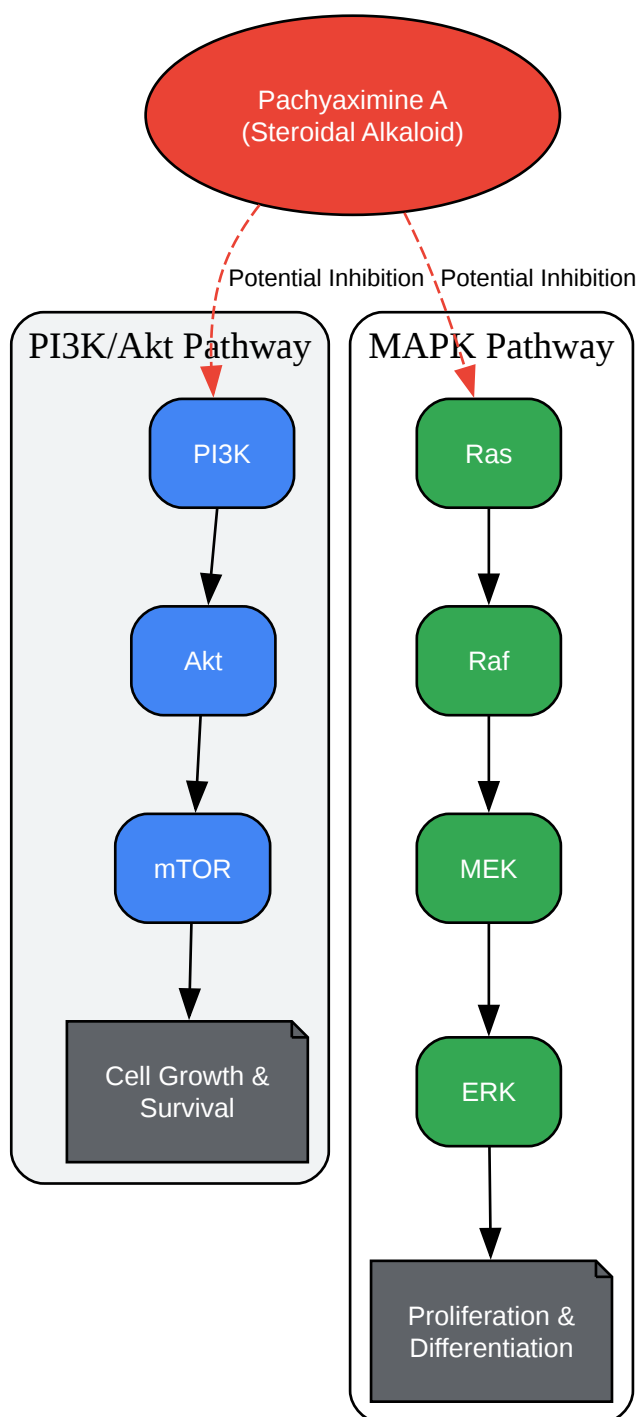 Pachyaximine A
(Steroidal Alkaloid)
Potential Inhibition
Potential Inhibition
PI3K/Akt Pathway
PI3K
Akt
mTOR
Cell Growth &
Survival
MAPK Pathway
Ras
Raf
MEK
ERK
Proliferation &
Differentiation